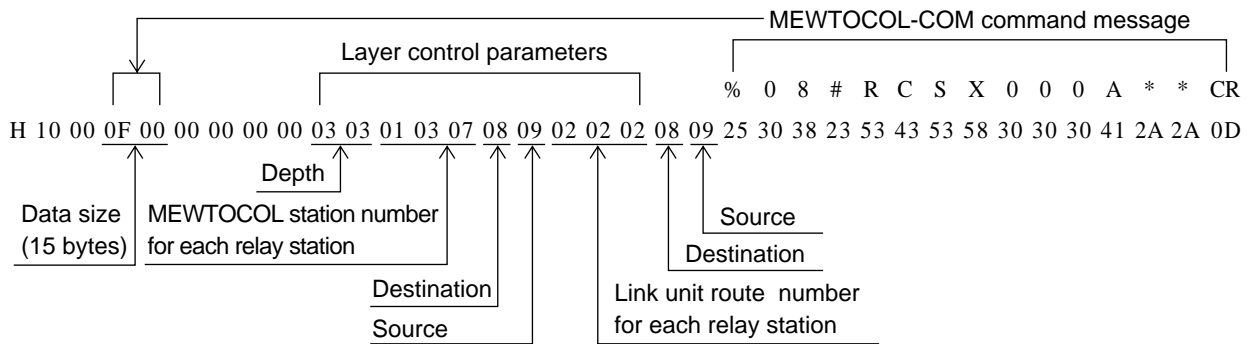 MEWTOCOL-COM command message
Layer control parameters
% 0 8 # R C S X 0 0 0 A * * CR
H 10 00 0F 00 00 00 00 00 03 03 01 03 07 08 09 02 02 02 08 09 25 30 38 23 53 43 53 58 30 30 30 41 2A 2A 0D
Depth
Data size
(15 bytes)
MEWTOCOL station number
for each relay station
Source
Destination
Destination
Link unit route number
for each relay station
Source